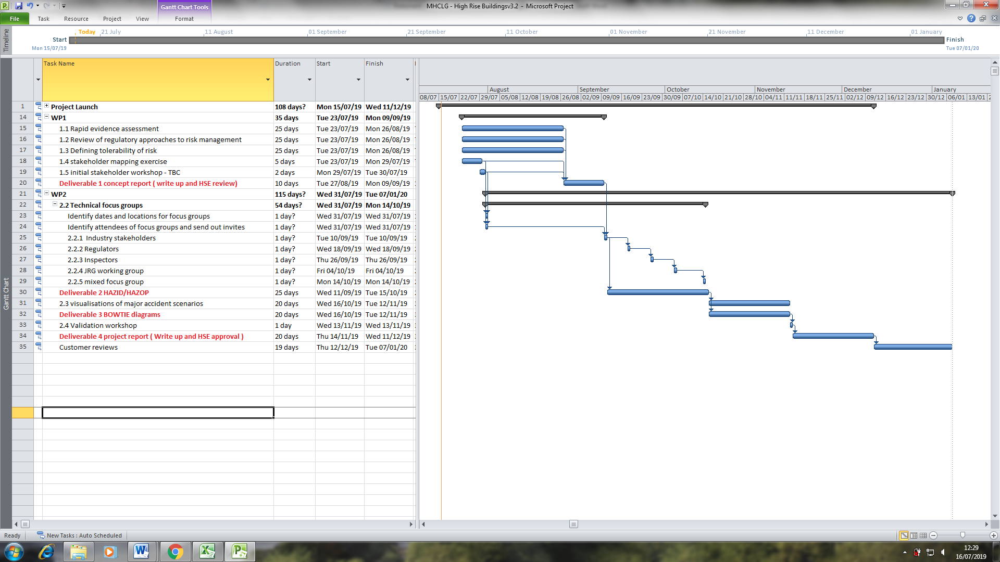 MHCLG - High Rise Buildingsv3.2 - Microsoft Project
Gantt Chart Tools
File Task Resource Project View Format
Timeline
Today 21 July 11 August 01 September 21 September 11 October 01 November 21 November 11 December 01 January
Start
Mon 15/07/19
Finish
Tue 07/01/20
Gantt Chart
Task Name Duration Start Finish
August September October November December January
08/07 15/07 22/07 29/07 05/08 12/08 19/08 26/08 02/09 09/09 16/09 23/09 30/09 07/10 14/10 21/10 28/10 04/11 11/11 18/11 25/11 02/12 09/12 16/12 23/12 30/12 06/01 13/01
1 Project Launch 108 days? Mon 15/07/19 Wed 11/12/19
14 WP1 35 days Tue 23/07/19 Mon 09/09/19
15 1.1 Rapid evidence assessment 25 days Tue 23/07/19 Mon 26/08/19
16 1.2 Review of regulatory approaches to risk management 25 days Tue 23/07/19 Mon 26/08/19
17 1.3 Defining tolerability of risk 25 days Tue 23/07/19 Mon 26/08/19
18 1.4 stakeholder mapping exercise 5 days Tue 23/07/19 Mon 29/07/19
19 1.5 initial stakeholder workshop - TBC 2 days Mon 29/07/19 Tue 30/07/19
20 Deliverable 1 concept report ( write up and HSE review) 10 days Tue 27/08/19 Mon 09/09/19
21 WP2 115 days? Wed 31/07/19 Tue 07/01/20
22 2.2 Technical focus groups 54 days? Wed 31/07/19 Mon 14/10/19
23 Identify dates and locations for focus groups 1 day? Wed 31/07/19 Wed 31/07/19
24 Identify attendees of focus groups and send out invites 1 day? Wed 31/07/19 Wed 31/07/19
25 2.2.1 Industry stakeholders 1 day? Tue 10/09/19 Tue 10/09/19
26 2.2.2 Regulators 1 day? Wed 18/09/19 Wed 18/09/19
27 2.2.3 Inspectors 1 day? Thu 26/09/19 Thu 26/09/19
28 2.2.4 JRG working group 1 day? Fri 04/10/19 Fri 04/10/19
29 2.2.5 mixed focus group 1 day? Mon 14/10/19 Mon 14/10/19
30 Deliverable 2 HAZID/HAZOP 25 days Wed 11/09/19 Tue 15/10/19
31 2.3 visualisations of major accident scenarios 20 days Wed 16/10/19 Tue 12/11/19
32 Deliverable 3 BOWTIE diagrams 20 days Wed 16/10/19 Tue 12/11/19
33 2.4 Validation workshop 1 day Wed 13/11/19 Wed 13/11/19
34 Deliverable 4 project report ( Write up and HSE approval ) 20 days Thu 14/11/19 Wed 11/12/19
35 Customer reviews 19 days Thu 12/12/19 Tue 07/01/20
Ready New Tasks : Auto Scheduled
12:29
16/07/2019